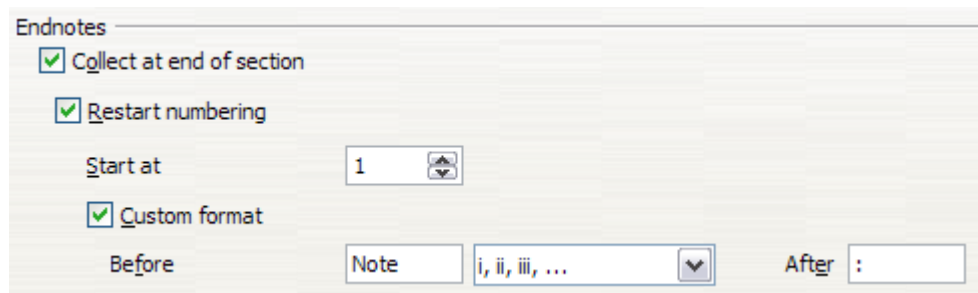 Endnotes
Collect at end of section
Restart numbering
Start at 1
Custom format
Before Note i, ii, iii, ... After :